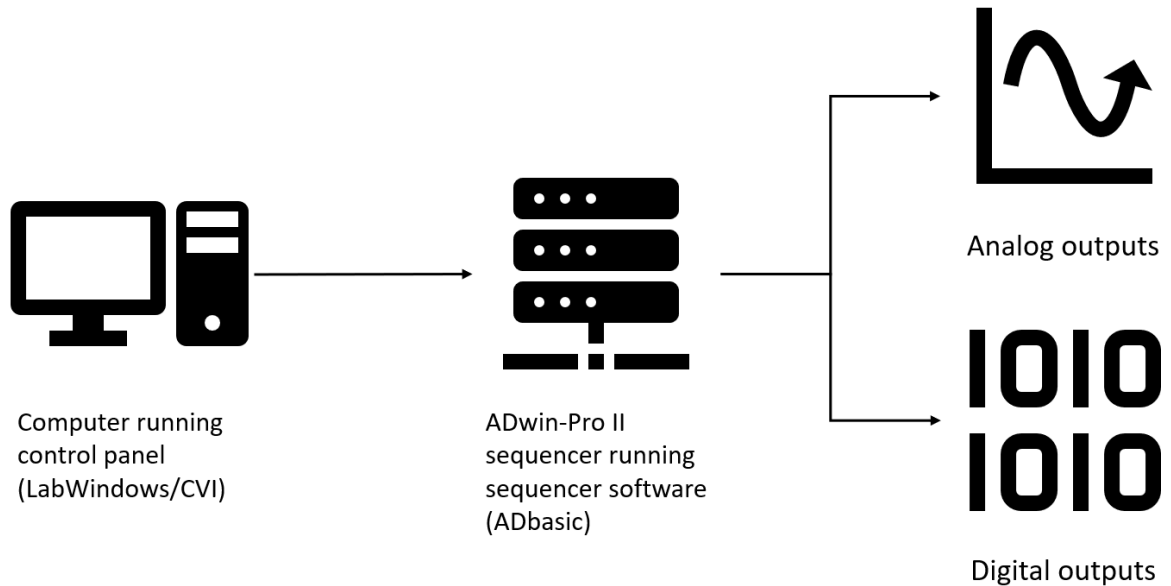 Analog outputs
Computer running
control panel
(LabWindows/CVI)
ADwin-Pro II
sequencer running
sequencer software
(ADbasic)
1010
1010
Digital outputs